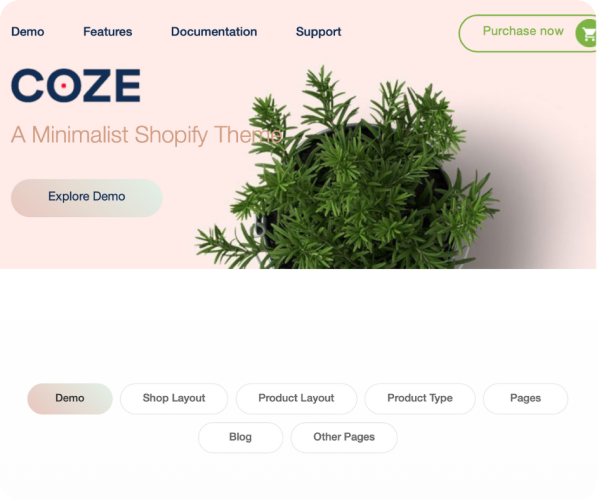 Demo Features Documentation Support Purchase now
COZE
A Minimalist Shopify Theme
Explore Demo
Demo Shop Layout Product Layout Product Type Pages
Blog Other Pages